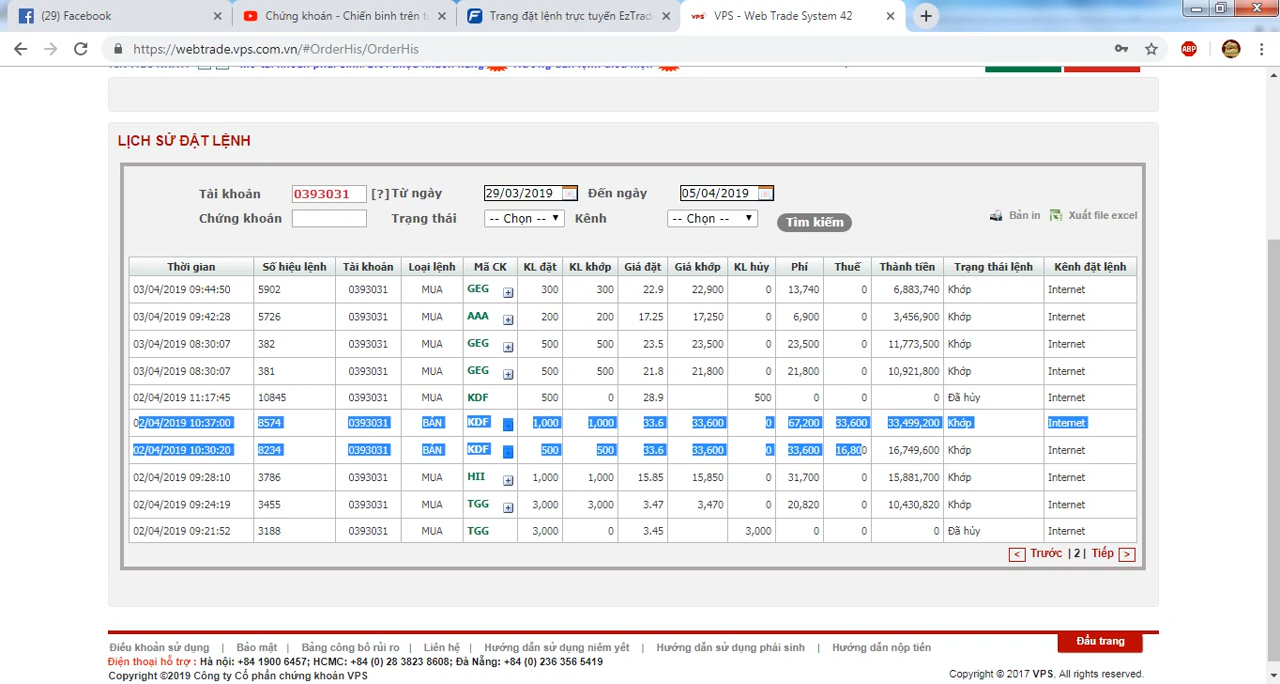 (29) Facebook
Chứng khoán - Chiến binh trên t
Trang đặt lệnh trực tuyến EzTrade
VPS - Web Trade System 42
https://webtrade.vps.com.vn/#OrderHis/OrderHis
ABP
LỊCH SỬ ĐẶT LỆNH
Tài khoản 0393031 [?] Từ ngày 29/03/2019 Đến ngày 05/04/2019
Chứng khoán Trạng thái -- Chọn -- Kênh -- Chọn -- Tìm kiếm
Bản in Xuất file excel
Thời gian Số hiệu lệnh Tài khoản Loại lệnh Mã CK KL đặt KL khớp Giá đặt Giá khớp KL hủy Phí Thuế Thành tiền Trạng thái lệnh Kênh đặt lệnh
03/04/2019 09:44:50 5902 0393031 MUA GEG 300 300 22.9 22,900 0 13,740 0 6,883,740 Khớp Internet
03/04/2019 09:42:28 5726 0393031 MUA AAA 200 200 17.25 17,250 0 6,900 0 3,456,900 Khớp Internet
03/04/2019 08:30:07 382 0393031 MUA GEG 500 500 23.5 23,500 0 23,500 0 11,773,500 Khớp Internet
03/04/2019 08:30:07 381 0393031 MUA GEG 500 500 21.8 21,800 0 21,800 0 10,921,800 Khớp Internet
02/04/2019 11:17:45 10845 0393031 MUA KDF 500 0 28.9 500 0 0 0 Đã hủy Internet
02/04/2019 10:37:00 8574 0393031 BÁN KDF 1,000 1,000 33.6 33,600 0 67,200 33,600 33,499,200 Khớp Internet
02/04/2019 10:30:20 8234 0393031 BÁN KDF 500 500 33.6 33,600 0 33,600 16,800 16,749,600 Khớp Internet
02/04/2019 09:28:10 3786 0393031 MUA HII 1,000 1,000 15.85 15,850 0 31,700 0 15,881,700 Khớp Internet
02/04/2019 09:24:19 3455 0393031 MUA TGG 3,000 3,000 3.47 3,470 0 20,820 0 10,430,820 Khớp Internet
02/04/2019 09:21:52 3188 0393031 MUA TGG 3,000 0 3.45 3,000 0 0 0 Đã hủy Internet
< Trước | 2 | Tiếp >
Điều khoản sử dụng | Bảo mật | Bảng công bố rủi ro | Liên hệ | Hướng dẫn sử dụng niêm yết | Hướng dẫn sử dụng phái sinh | Hướng dẫn nộp tiền
Đầu trang
Điện thoại hỗ trợ : Hà nội: +84 1900 6457; HCMC: +84 (0) 28 3823 8608; Đà Nẵng: +84 (0) 236 356 5419
Copyright ©2019 Công ty Cổ phần chứng khoán VPS
Copyright © 2017 VPS, All rights reserved.